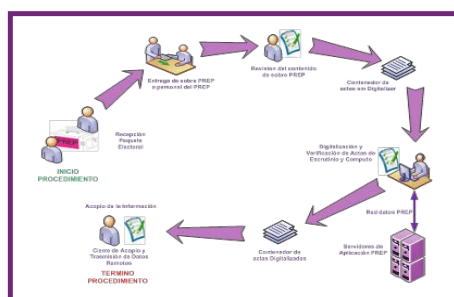 Entrega de sobre PREP
a personal del PREP
Revision del contenido
de sobre PREP
Contenedor de
actas sin Digitalizar
Recepción
Paquete
Electoral
PREP
INICIO
PROCEDIMIENTO
Digitalización y
Verificación de Actas de
Escrutinio y Computo
Red datos PREP
Servidores de
Aplicación PREP
Contenedor de
actas Digitalizadas
Acopio de la Información
Cierre de Acopio y
Trasmisión de Datos
Remotos
TERMINO
PROCEDIMIENTO